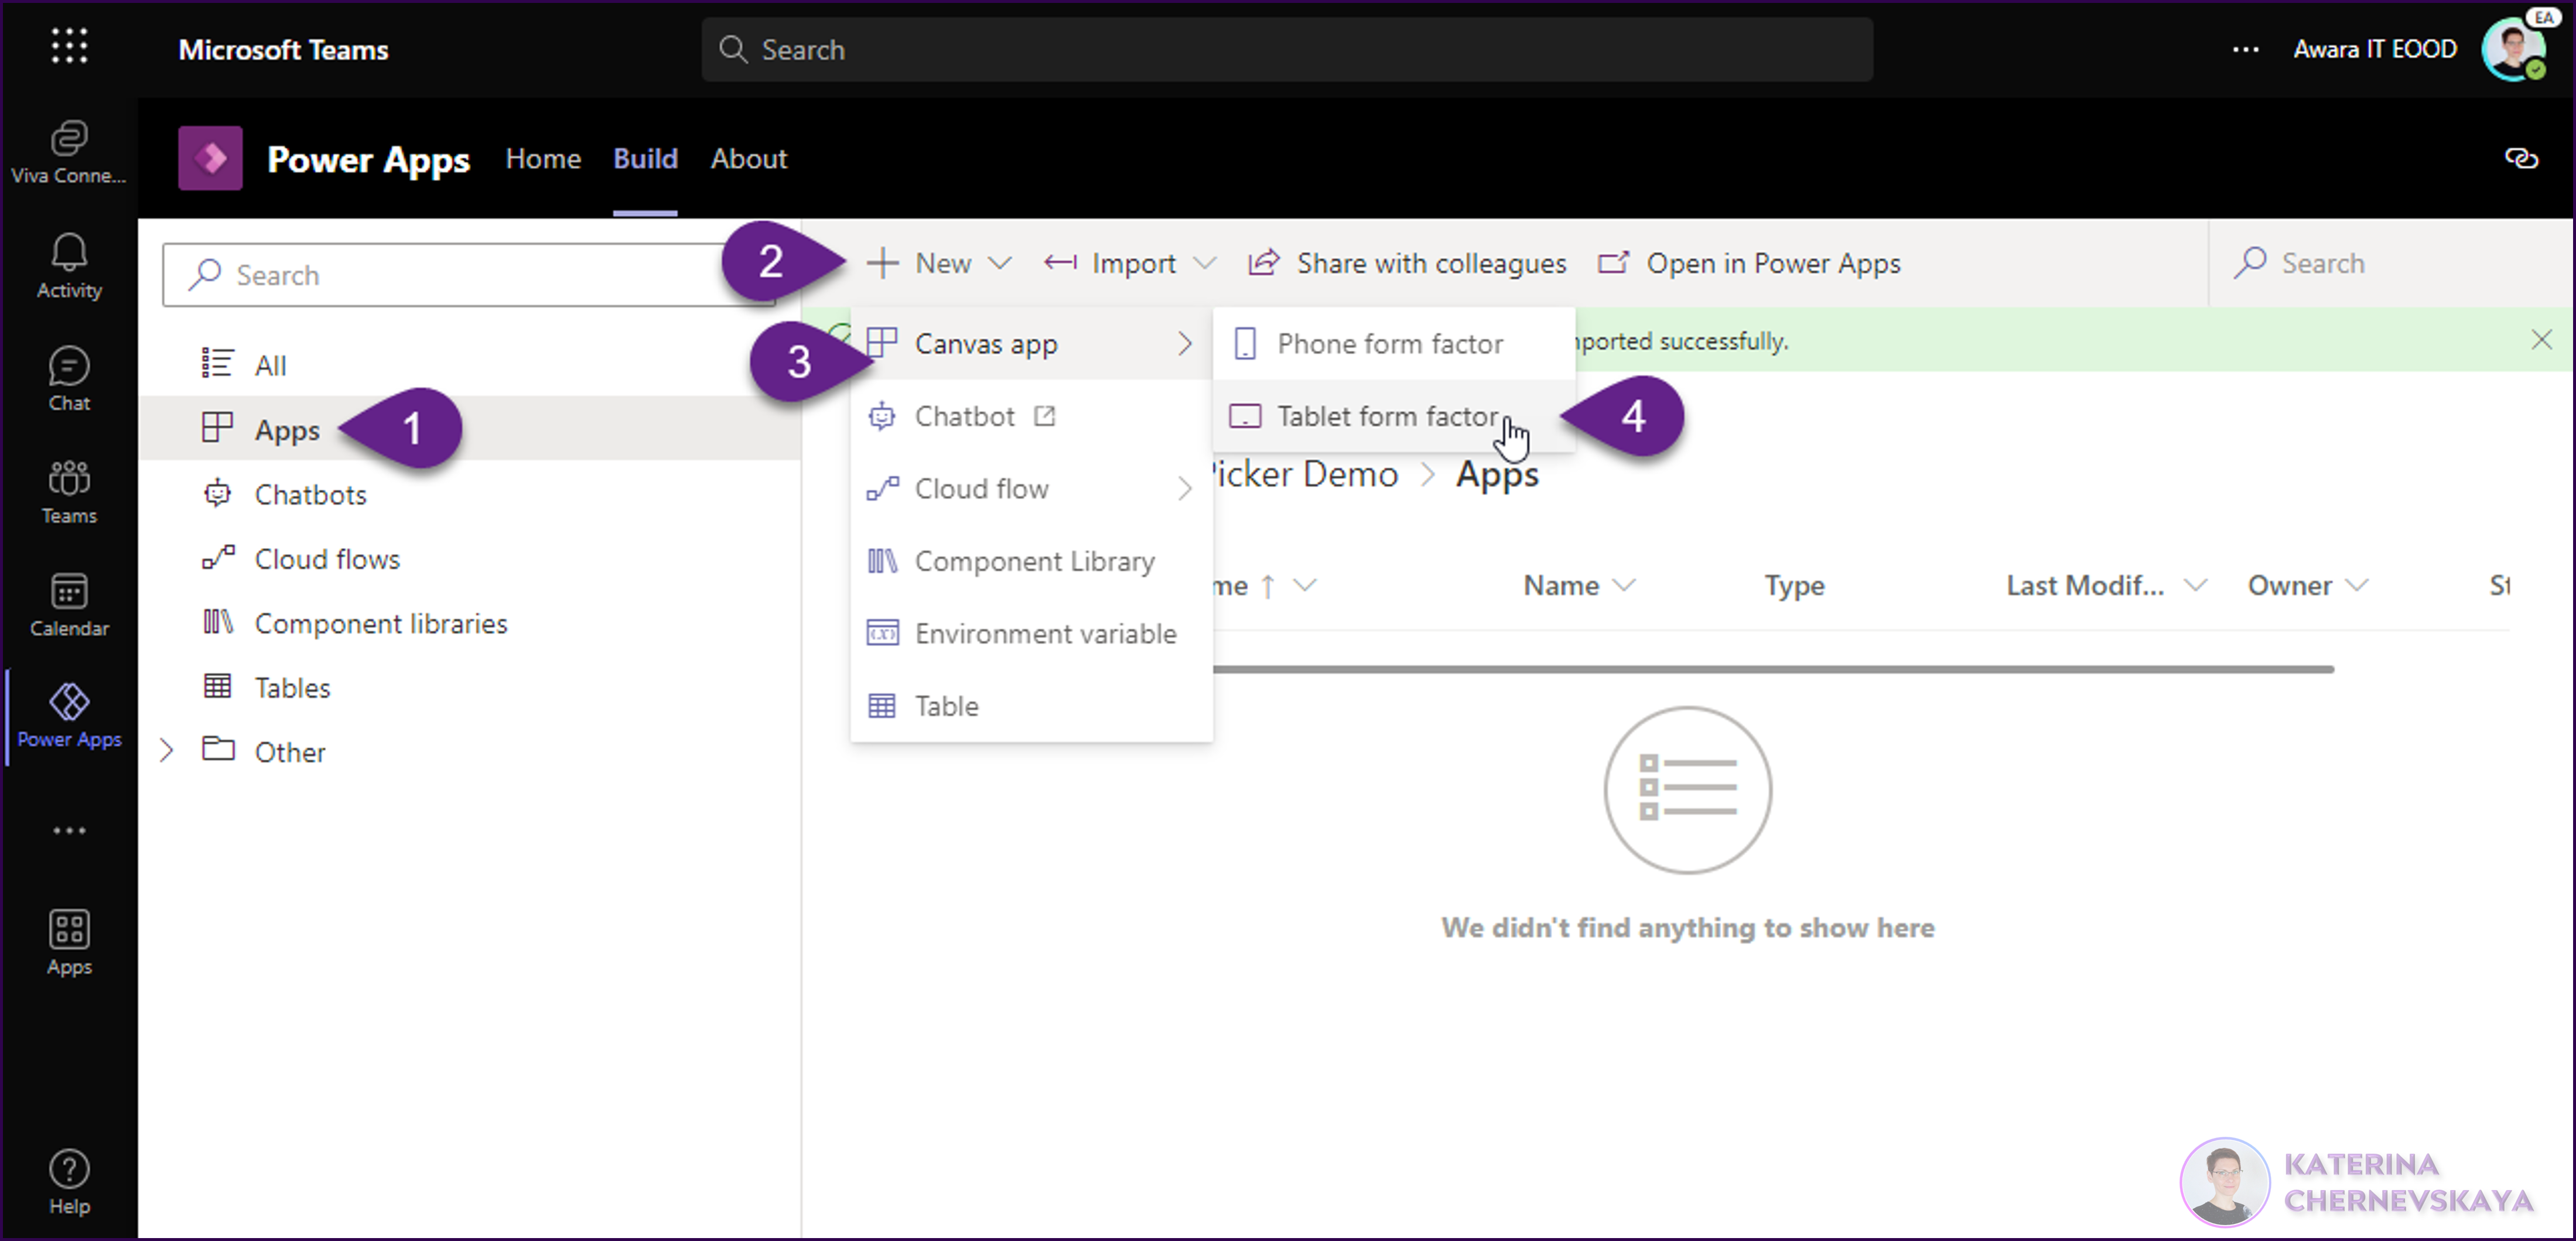 Microsoft Teams
Search
Awara IT EOOD
EA
Viva Conne...
Activity
Chat
Teams
Calendar
Power Apps
Apps
Help
Power Apps
Home
Build
About
Search
All
Apps
1
Chatbots
Cloud flows
Component libraries
Tables
Other
2
New
Import
Share with colleagues
Open in Power Apps
Search
3
Canvas app
Chatbot
Cloud flow
Component Library
Environment variable
Table
Phone form factor
Tablet form factor
4
mported successfully.
Picker Demo > Apps
me ↑
Name
Type
Last Modif...
Owner
St
We didn't find anything to show here
KATERINA
CHERNEVSKAYA